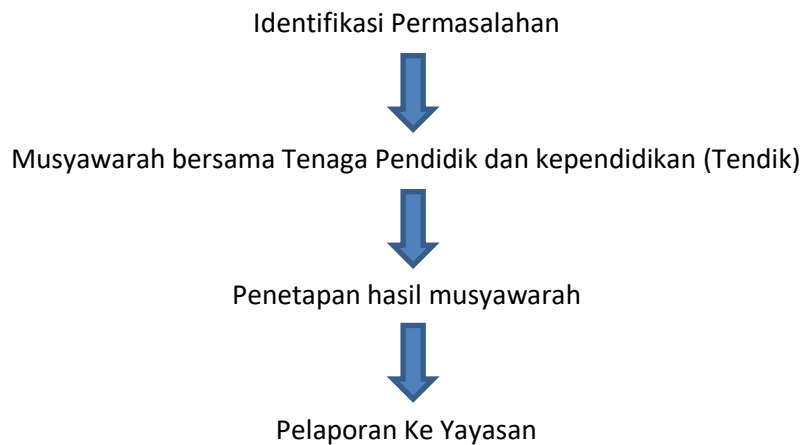 Identifikasi Permasalahan
Musyawarah bersama Tenaga Pendidik dan kependidikan (Tendik)
Penetapan hasil musyawarah
Pelaporan Ke Yayasan